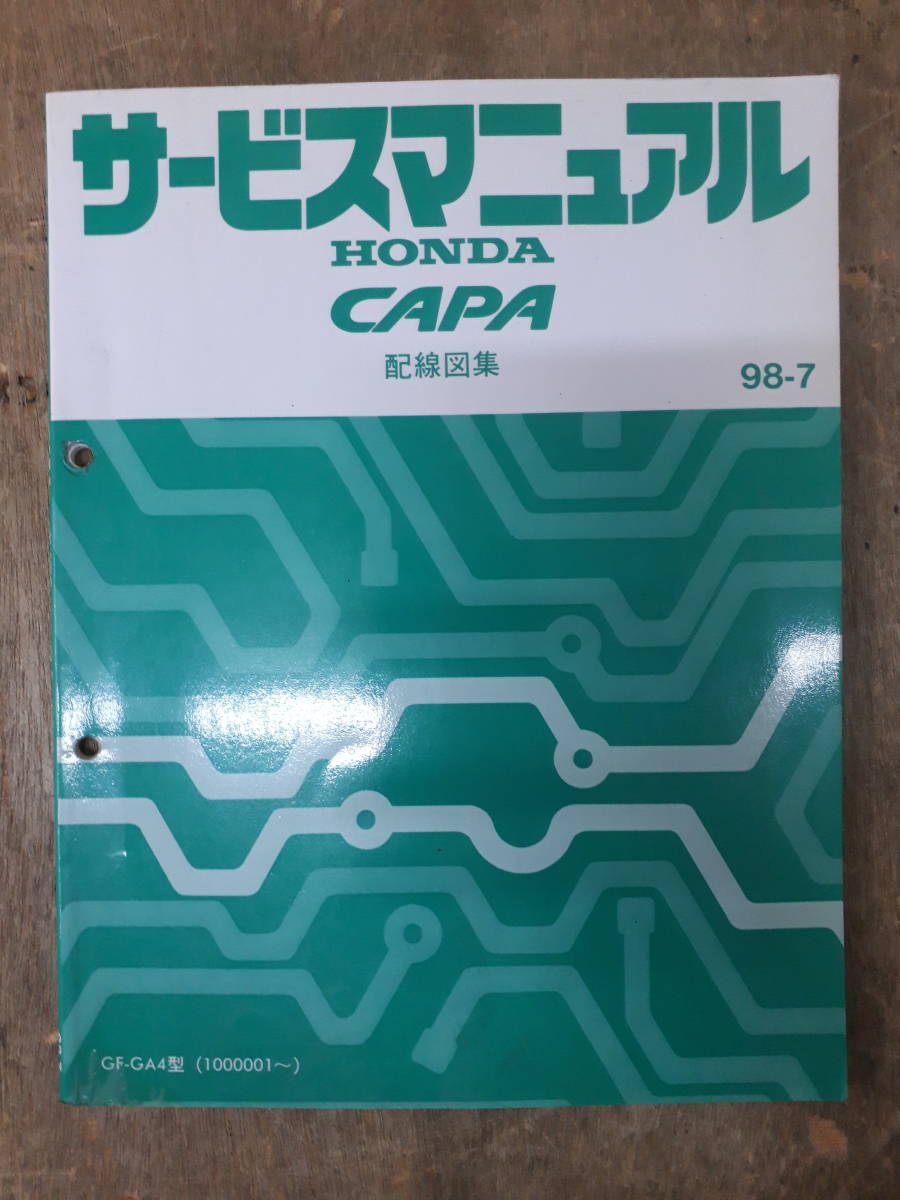 サービスマニュアル
HONDA
CAPA
配線図集
98-7
GF-GA4型 (1000001～)